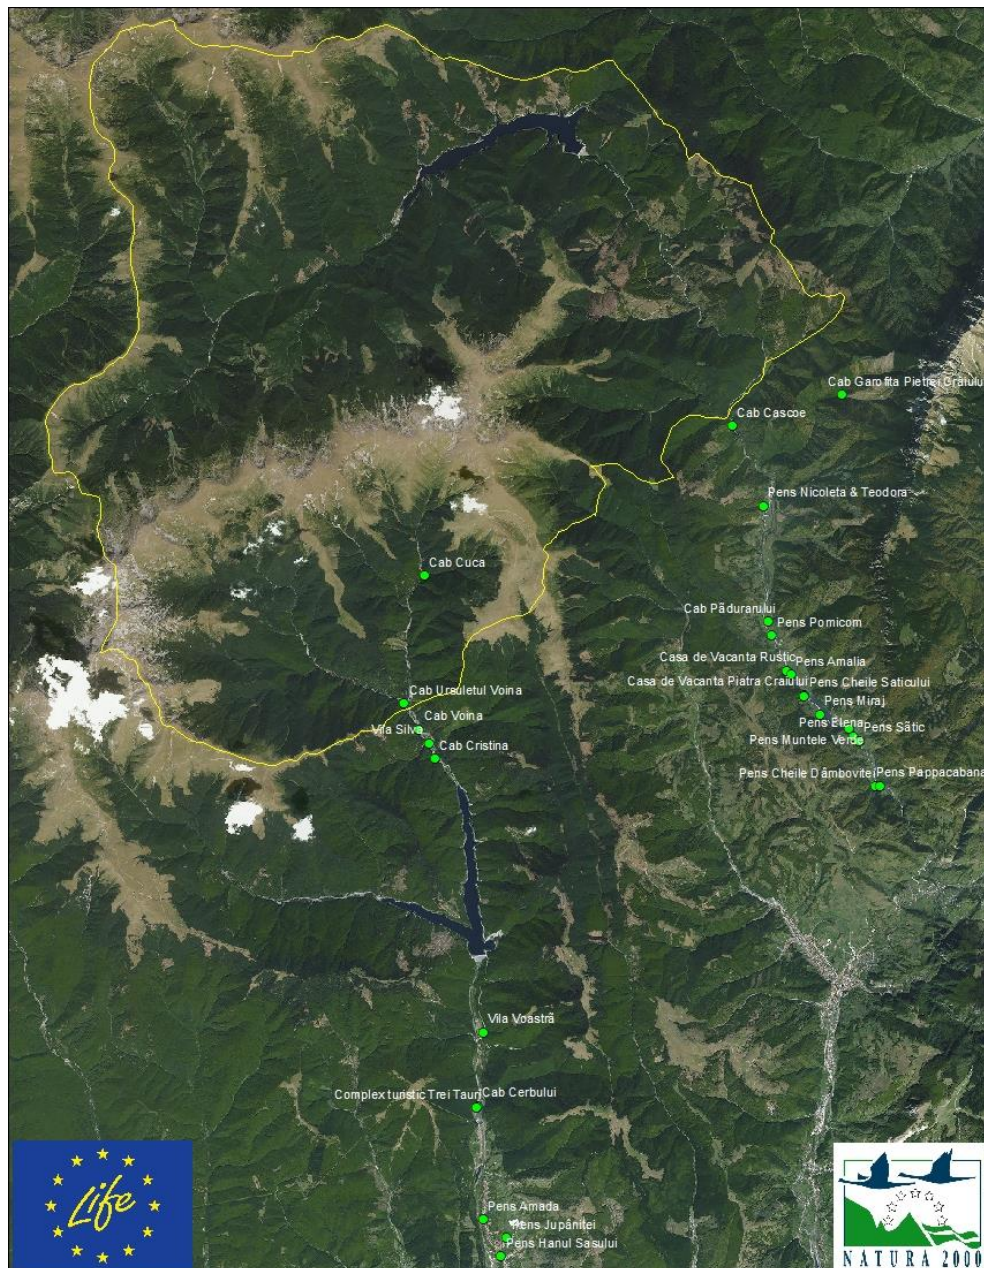 Cab Garofita Pietrei Craiului
Cab Cascoe
Pens Nicoleta & Teodora
Cab Cuca
Cab Pădurarului
Pens Pomicom
Casa de Vacanta Rustic
Pens Amalia
Casa de Vacanta Piatra Craiului
Pens Cheile Saticului
Cab Ursuletul Voina
Pens Miraj
Cab Voina
Vila Silva
Pens Elena
Pens Sătic
Pens Muntele Verde
Cab Cristina
Pens Cheile Dâmbovitei
Pens Pappacabana
Vila Voastră
Complex turistic Trei Tauri
Cab Cerbului
Pens Amada
Pens Jupâniței
Pens Hanul Sasului
Life
NATURA 2000